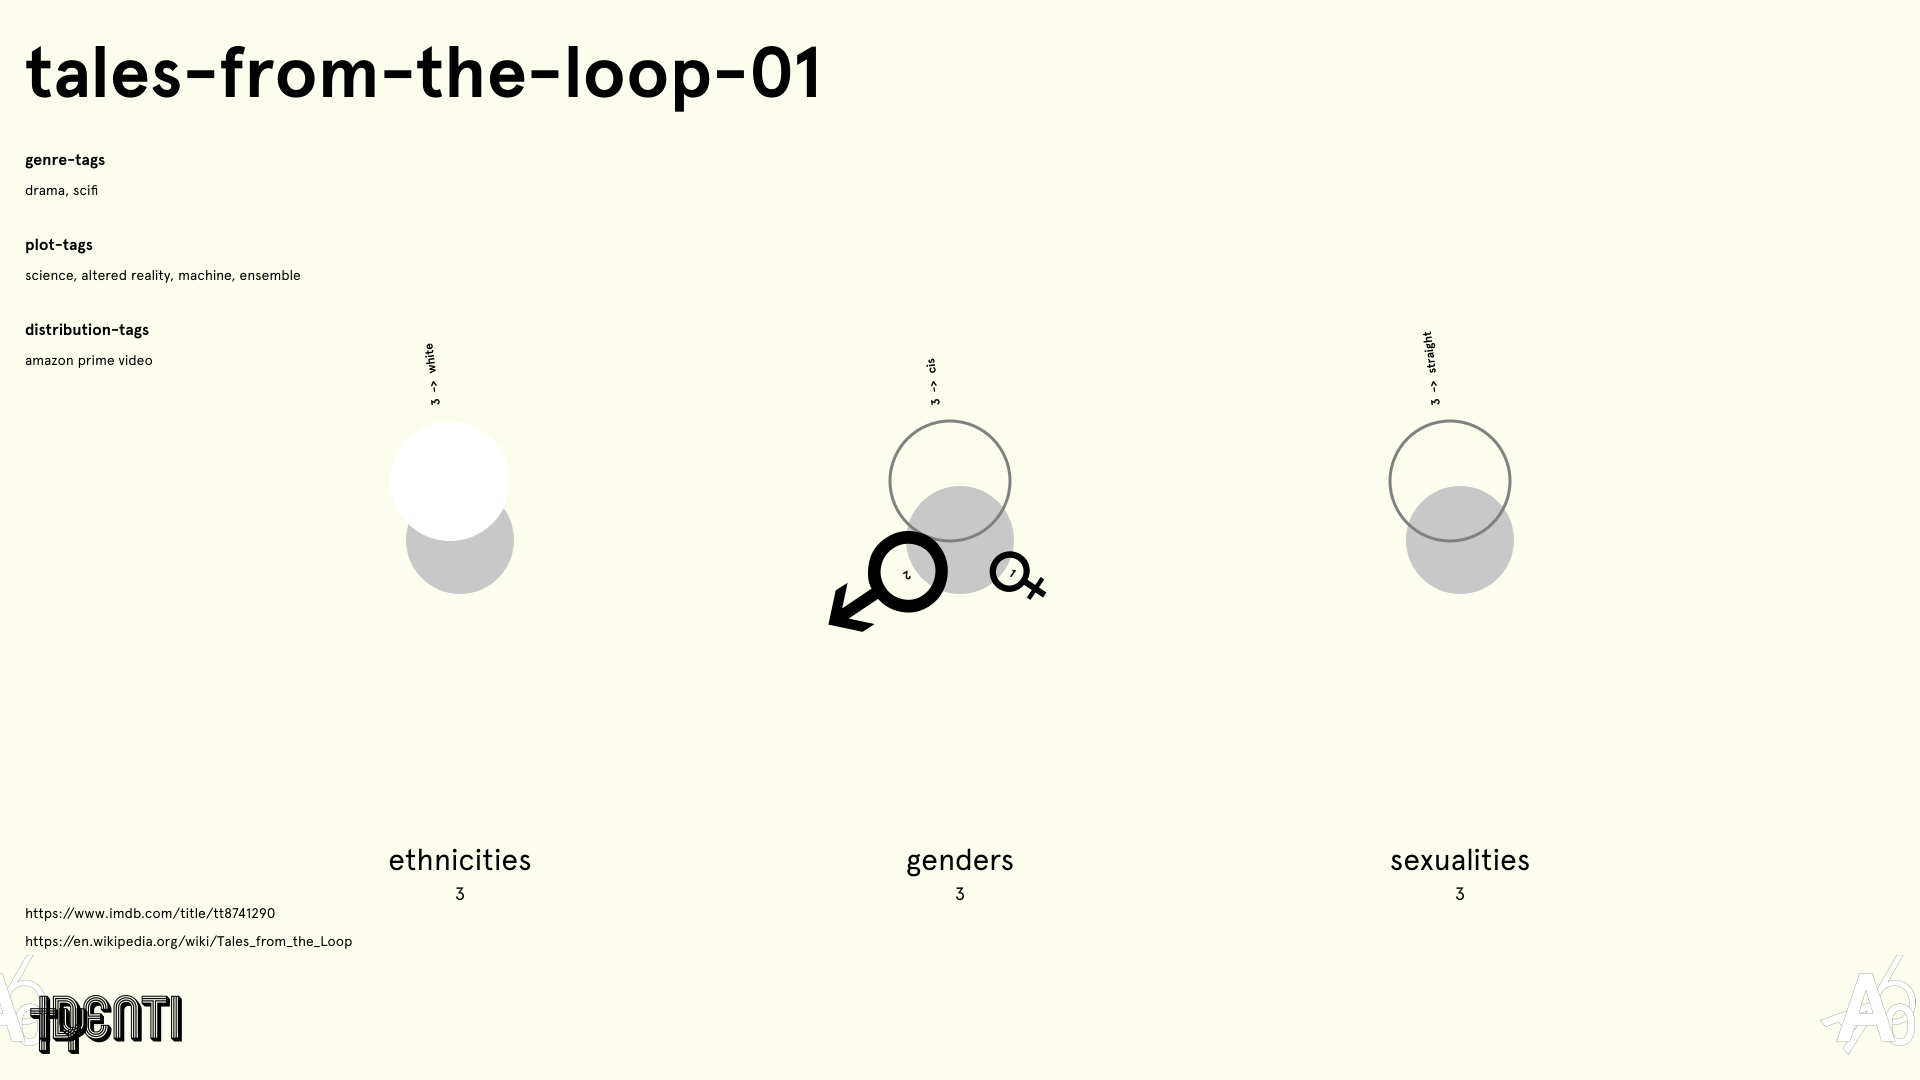 tales-from-the-loop-01
genre-tags
drama, scifi
plot-tags
science, altered reality, machine, ensemble
distribution-tags
amazon prime video
3 -> white
3 -> cis
3 -> straight
2
1
ethnicities
3
genders
3
sexualities
3
https://www.imdb.com/title/tt8741290
https://en.wikipedia.org/wiki/Tales_from_the_Loop